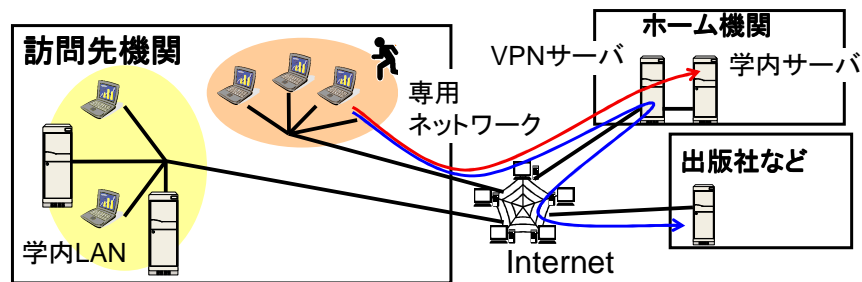 訪問先機関
学内LAN
専用
ネットワーク
Internet
ホーム機関
VPNサーバ
学内サーバ
出版社など